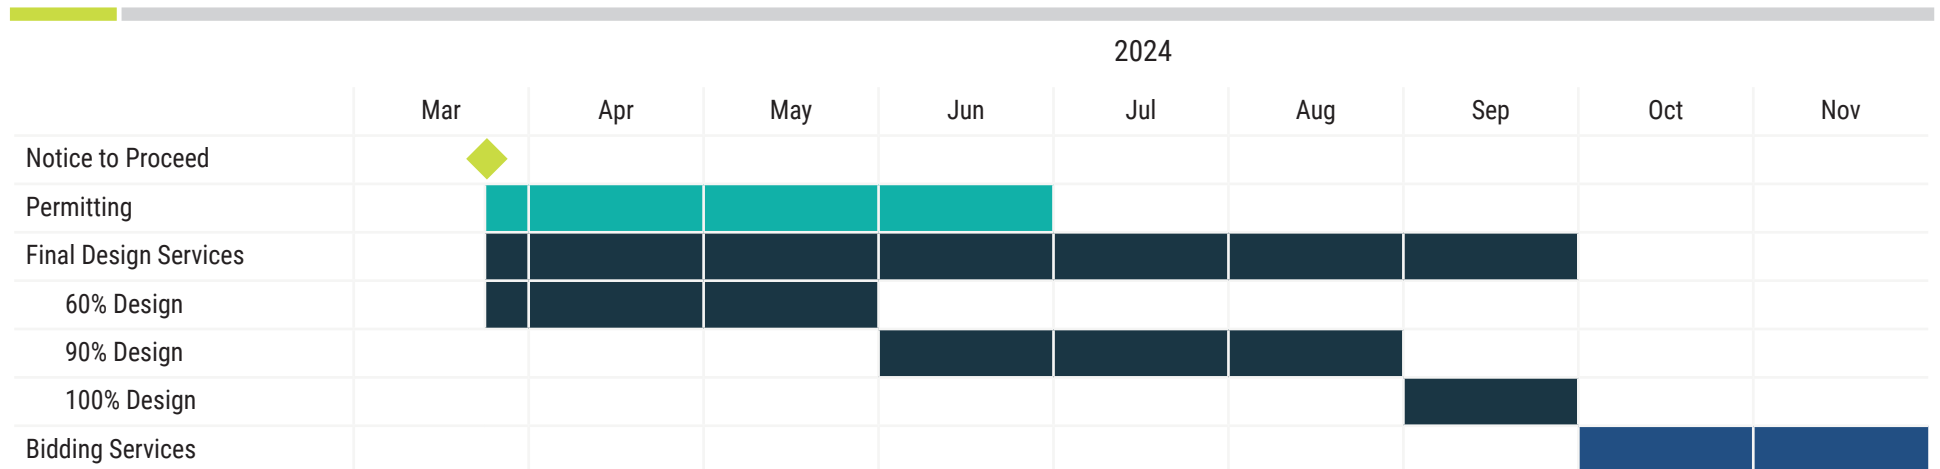 2024
Mar Apr May Jun Jul Aug Sep Oct Nov
Notice to Proceed
Permitting
Final Design Services
60% Design
90% Design
100% Design
Bidding Services